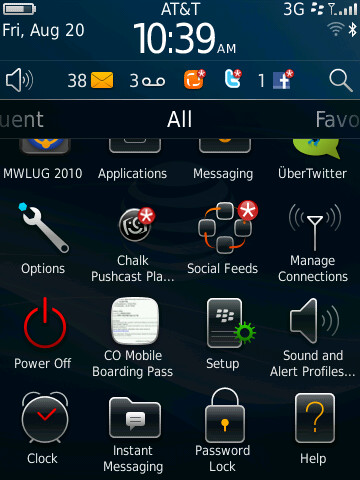 AT&T
3G
Fri, Aug 20
10:39 AM
38
3
1
uent
All
Favo
MWLUG 2010
Applications
Messaging
ÜberTwitter
Options
Chalk
Pushcast Pla...
Social Feeds
Manage
Connections
Power Off
CO Mobile
Boarding Pass
Setup
Sound and
Alert Profiles...
Clock
Instant
Messaging
Password
Lock
Help